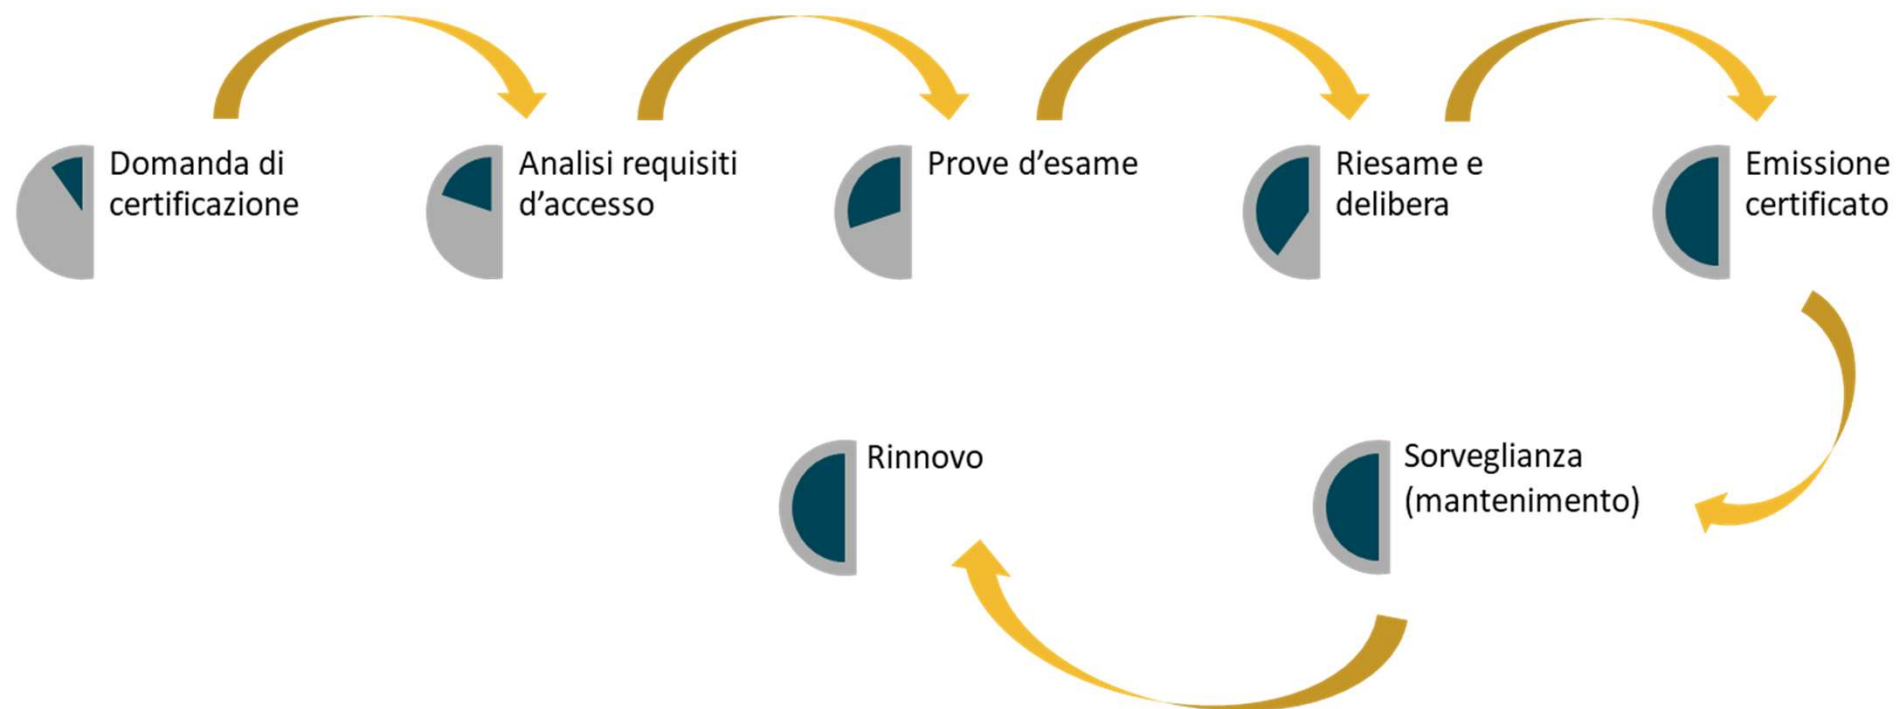 Domanda di
certificazione
Analisi requisiti
d’accesso
Prove d’esame
Riesame e
delibera
Emissione
certificato
Rinnovo
Sorveglianza
(mantenimento)